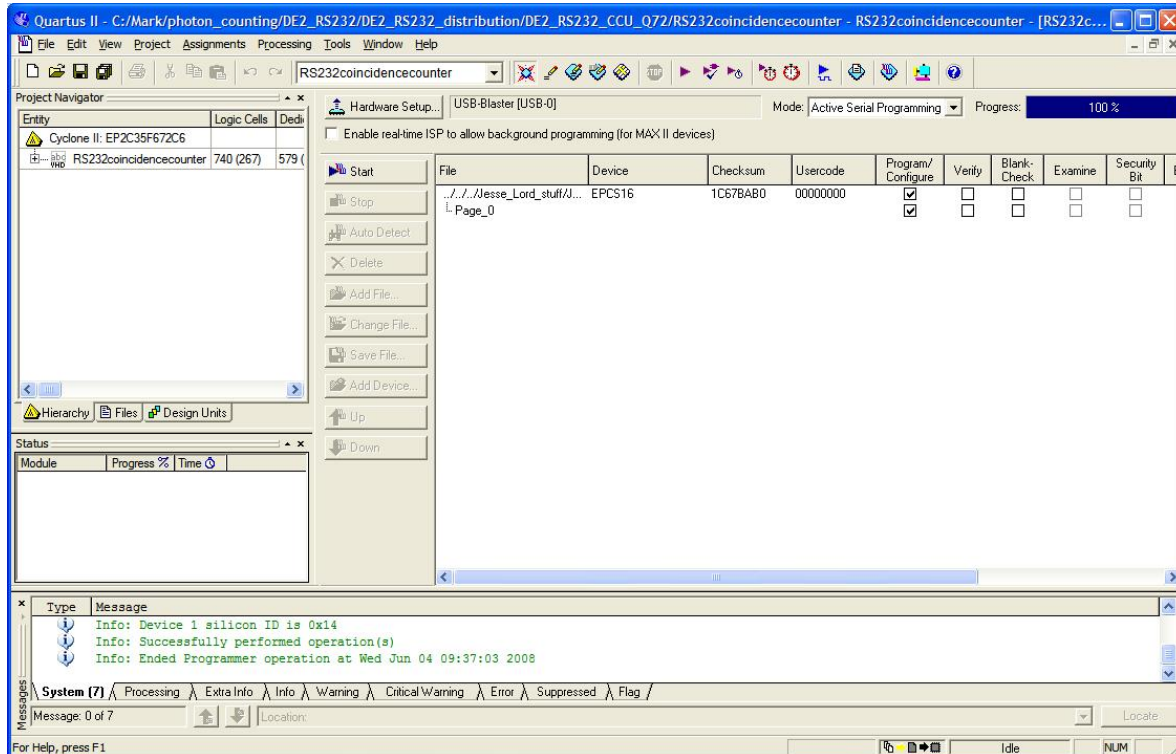 Quartus II - C:/Mark/photon_counting/DE2_RS232/DE2_RS232_distribution/DE2_RS232_CCU_Q72/RS232coincidencecounter - RS232coincidencecounter - [RS232c...
File Edit View Project Assignments Processing Tools Window Help
RS232coincidencecounter
Project Navigator
Entity Logic Cells Dedi
Cyclone II: EP2C35F672C6
RS232coincidencecounter 740 (267) 579 (
Hierarchy Files Design Units
Status
Module Progress % Time
Hardware Setup... USB-Blaster [USB-0] Mode: Active Serial Programming Progress: 100 %
Enable real-time ISP to allow background programming (for MAX II devices)
Start
Stop
Auto Detect
Delete
Add File...
Change File...
Save File...
Add Device...
Up
Down
File Device Checksum Usercode Program/ Configure Verify Blank- Check Examine Security Bit
../../../Jesse_Lord_stuff/J... EPCS16 1C67BAB0 00000000
Page_0
Type Message
Info: Device 1 silicon ID is 0x14
Info: Successfully performed operation(s)
Info: Ended Programmer operation at Wed Jun 04 09:37:03 2008
System (7) Processing Extra Info Info Warning Critical Warning Error Suppressed Flag
Messages
Message: 0 of 7 Location: Locate
For Help, press F1 Idle NUM